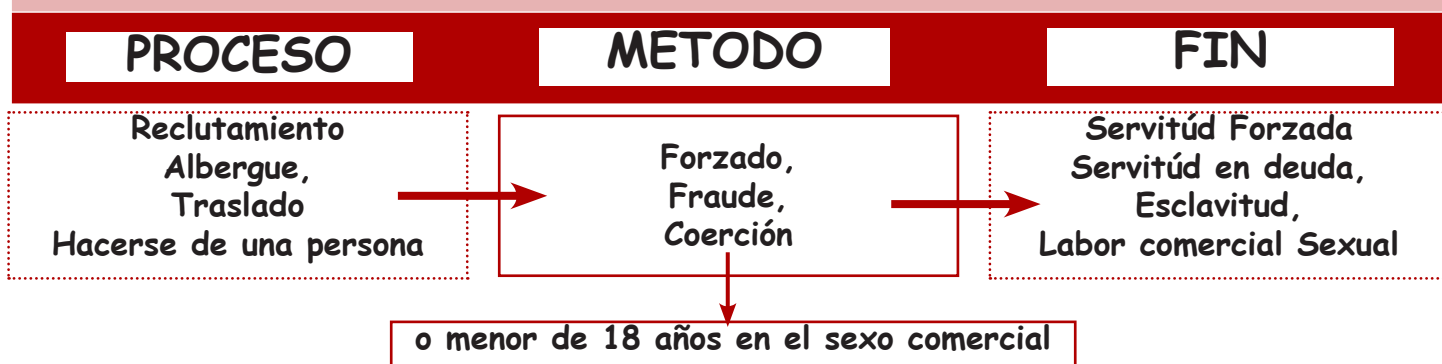 PROCESO
METODO
FIN
Reclutamiento
Albergue,
Traslado
Hacerse de una persona
Forzado,
Fraude,
Coerción
Servitúd Forzada
Servitúd en deuda,
Esclavitud,
Labor comercial Sexual
o menor de 18 años en el sexo comercial